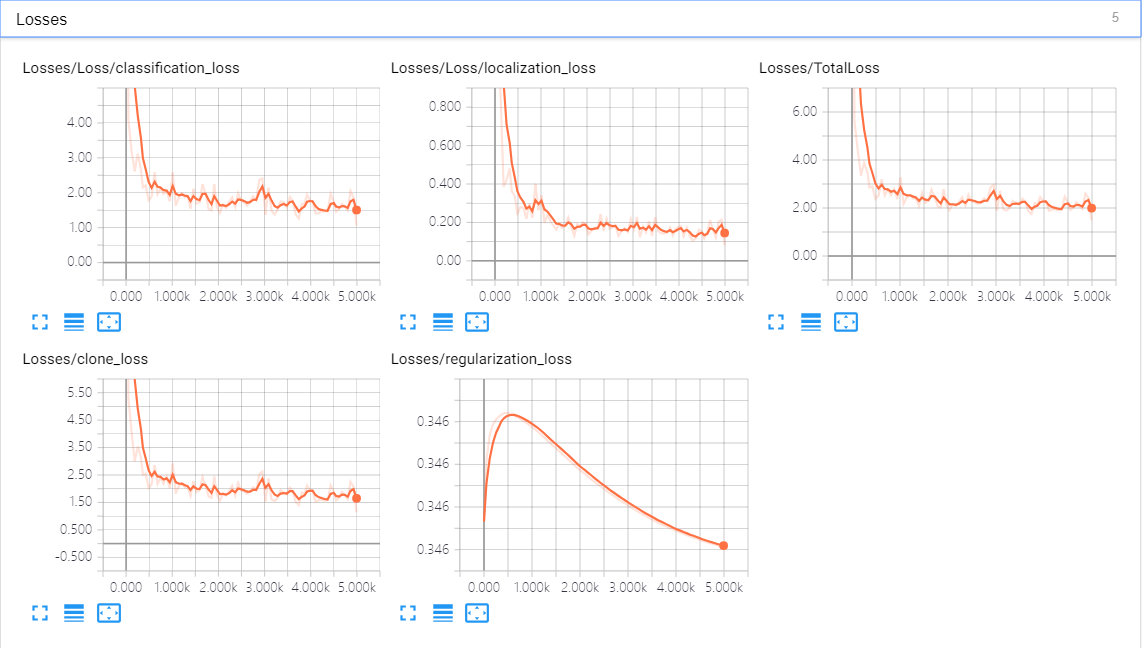 Losses 5
Losses/Loss/classification_loss
4.00
3.00
2.00
1.00
0.00
0.000 1.000k 2.000k 3.000k 4.000k 5.000k
Losses/Loss/localization_loss
0.800
0.600
0.400
0.200
0.00
0.000 1.000k 2.000k 3.000k 4.000k 5.000k
Losses/TotalLoss
6.00
4.00
2.00
0.00
0.000 1.000k 2.000k 3.000k 4.000k 5.000k
Losses/clone_loss
5.50
4.50
3.50
2.50
1.50
0.500
-0.500
0.000 1.000k 2.000k 3.000k 4.000k 5.000k
Losses/regularization_loss
0.346
0.346
0.346
0.346
0.000 1.000k 2.000k 3.000k 4.000k 5.000k